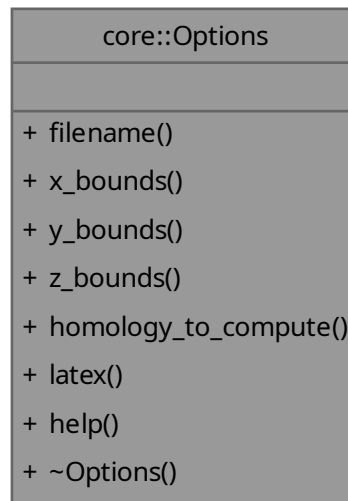 core::Options
+ filename()
+ x_bounds()
+ y_bounds()
+ z_bounds()
+ homology_to_compute()
+ latex()
+ help()
+ ~Options()